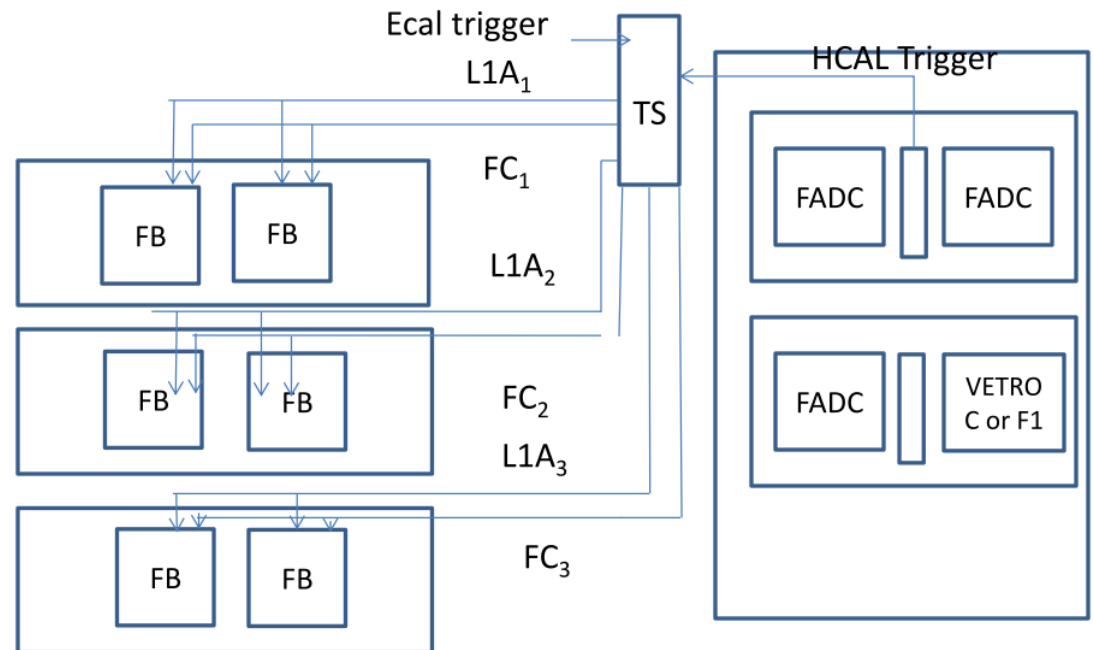 Ecal trigger
L1A₁
TS
HCAL Trigger
FADC
FADC
FC₁
FB
FB
L1A₂
FADC
VETRO
C or F1
FB
FB
FC₂
L1A₃
FC₃
FB
FB